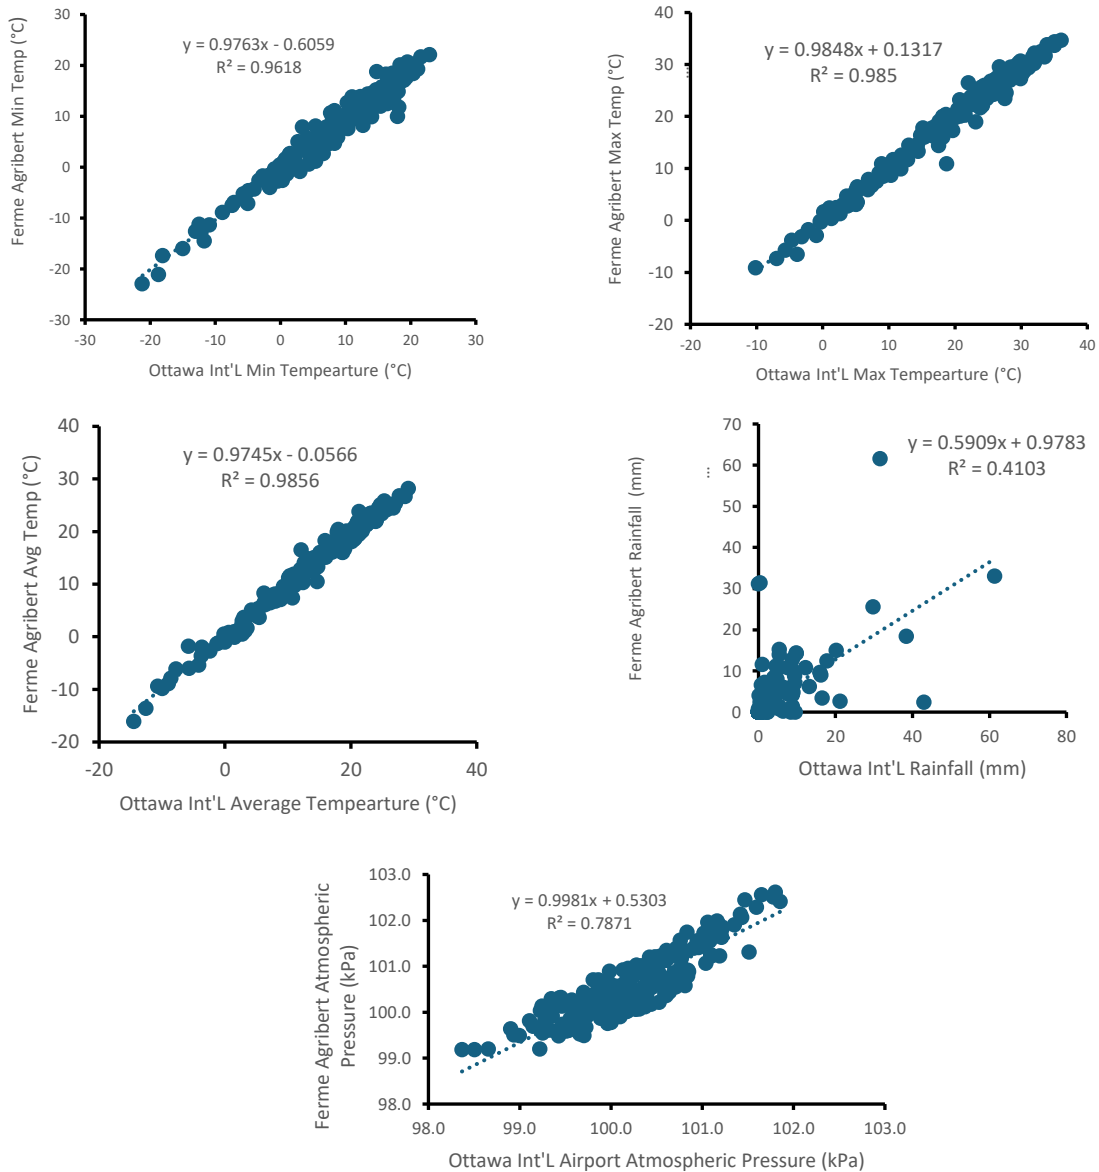 Ferme Agribert Min Temp (°C)
30
20
10
0
-10
-20
-30
y = 0.9763x - 0.6059
R² = 0.9618
-30 -20 -10 0 10 20 30
Ottawa Int'L Min Tempearture (°C)
Ferme Agribert Max Temp (°C)
...
40
30
20
10
0
-10
-20
y = 0.9848x + 0.1317
R² = 0.985
-20 -10 0 10 20 30 40
Ottawa Int'L Max Tempearture (°C)
Ferme Agribert Avg Temp (°C)
40
30
20
10
0
-10
-20
y = 0.9745x - 0.0566
R² = 0.9856
-20 0 20 40
Ottawa Int'L Average Tempearture (°C)
Ferme Agribert Rainfall (mm)
...
70
60
50
40
30
20
10
0
y = 0.5909x + 0.9783
R² = 0.4103
0 20 40 60 80
Ottawa Int'L Rainfall (mm)
Ferme Agribert Atmospheric
Pressure (kPa)
103.0
102.0
101.0
100.0
99.0
98.0
y = 0.9981x + 0.5303
R² = 0.7871
98.0 99.0 100.0 101.0 102.0 103.0
Ottawa Int'L Airport Atmospheric Pressure (kPa)